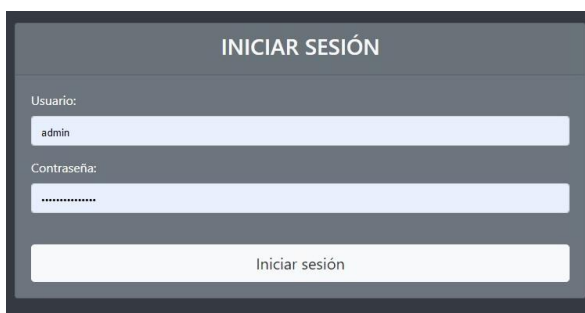 INICIAR SESIÓN
Usuario:
admin
Contraseña:
•••••••••••••••
Iniciar sesión